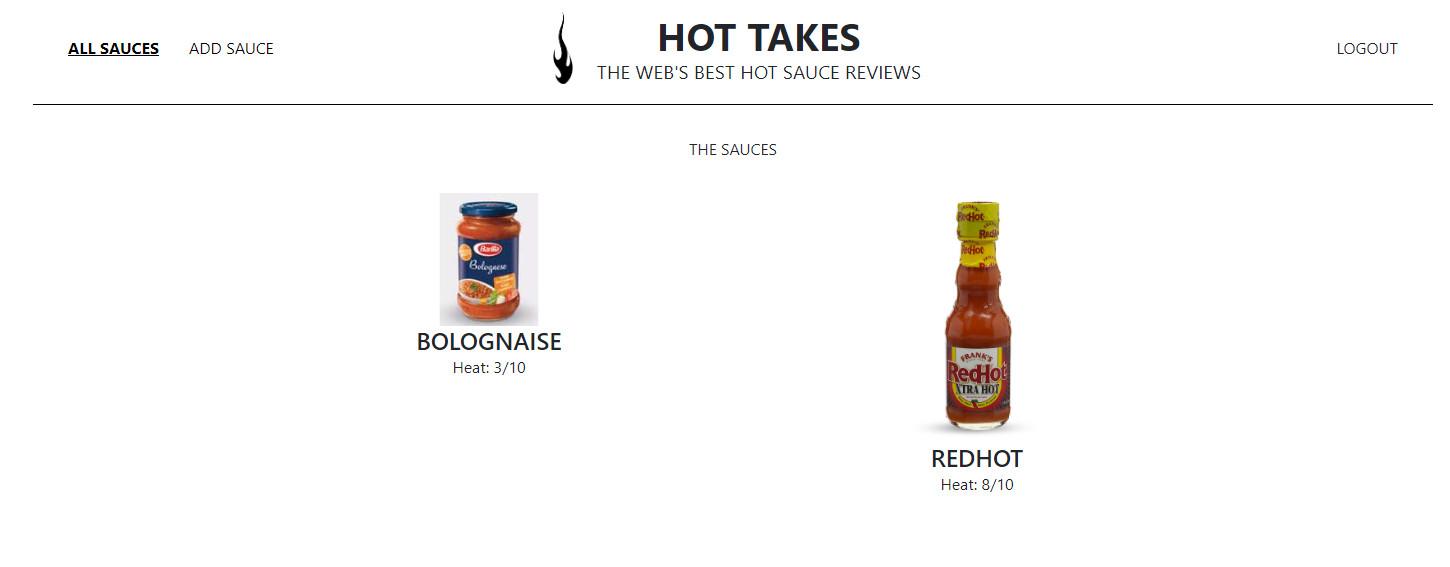 ALL SAUCES
ADD SAUCE
HOT TAKES
THE WEB'S BEST HOT SAUCE REVIEWS
LOGOUT
THE SAUCES
Barilla
Bolognese
BOLOGNAISE
Heat: 3/10
RedHot
RedHot
FRANK'S
RedHot
XTRA HOT
REDHOT
Heat: 8/10